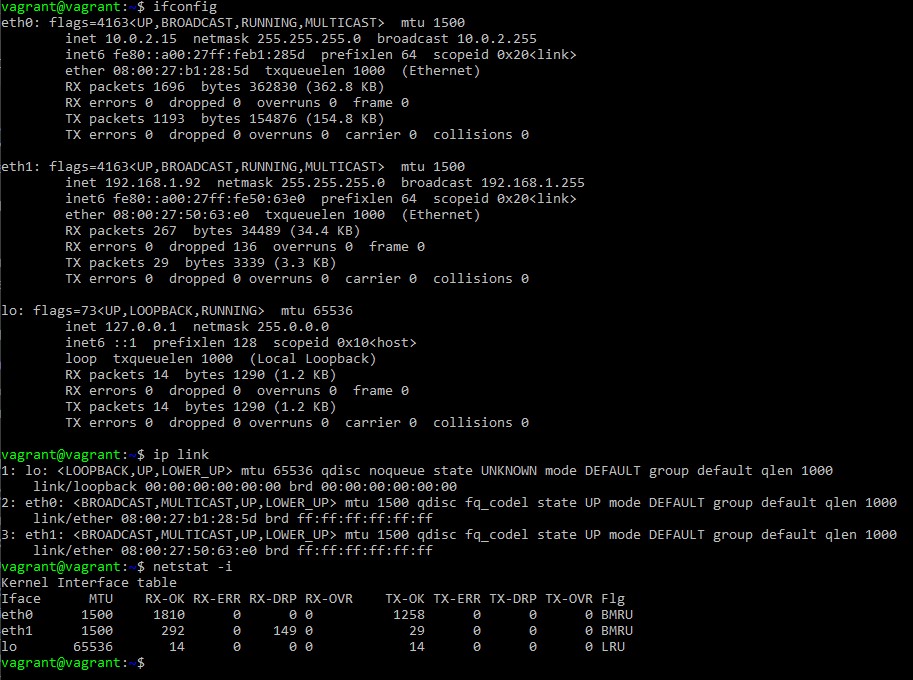 vagrant@vagrant:~$ ifconfig
eth0: flags=4163<UP,BROADCAST,RUNNING,MULTICAST>  mtu 1500
        inet 10.0.2.15  netmask 255.255.255.0  broadcast 10.0.2.255
        inet6 fe80::a00:27ff:feb1:285d  prefixlen 64  scopeid 0x20<link>
        ether 08:00:27:b1:28:5d  txqueuelen 1000  (Ethernet)
        RX packets 1696  bytes 362830 (362.8 KB)
        RX errors 0  dropped 0  overruns 0  frame 0
        TX packets 1193  bytes 154876 (154.8 KB)
        TX errors 0  dropped 0 overruns 0  carrier 0  collisions 0

eth1: flags=4163<UP,BROADCAST,RUNNING,MULTICAST>  mtu 1500
        inet 192.168.1.92  netmask 255.255.255.0  broadcast 192.168.1.255
        inet6 fe80::a00:27ff:fe50:63e0  prefixlen 64  scopeid 0x20<link>
        ether 08:00:27:50:63:e0  txqueuelen 1000  (Ethernet)
        RX packets 267  bytes 34489 (34.4 KB)
        RX errors 0  dropped 136  overruns 0  frame 0
        TX packets 29  bytes 3339 (3.3 KB)
        TX errors 0  dropped 0 overruns 0  carrier 0  collisions 0

lo: flags=73<UP,LOOPBACK,RUNNING>  mtu 65536
        inet 127.0.0.1  netmask 255.0.0.0
        inet6 ::1  prefixlen 128  scopeid 0x10<host>
        loop  txqueuelen 1000  (Local Loopback)
        RX packets 14  bytes 1290 (1.2 KB)
        RX errors 0  dropped 0  overruns 0  frame 0
        TX packets 14  bytes 1290 (1.2 KB)
        TX errors 0  dropped 0 overruns 0  carrier 0  collisions 0

vagrant@vagrant:~$ ip link
1: lo: <LOOPBACK,UP,LOWER_UP> mtu 65536 qdisc noqueue state UNKNOWN mode DEFAULT group default qlen 1000
    link/loopback 00:00:00:00:00:00 brd 00:00:00:00:00:00
2: eth0: <BROADCAST,MULTICAST,UP,LOWER_UP> mtu 1500 qdisc fq_codel state UP mode DEFAULT group default qlen 1000
    link/ether 08:00:27:b1:28:5d brd ff:ff:ff:ff:ff:ff
3: eth1: <BROADCAST,MULTICAST,UP,LOWER_UP> mtu 1500 qdisc fq_codel state UP mode DEFAULT group default qlen 1000
    link/ether 08:00:27:50:63:e0 brd ff:ff:ff:ff:ff:ff
vagrant@vagrant:~$ netstat -i
Kernel Interface table
Iface      MTU    RX-OK RX-ERR RX-DRP RX-OVR    TX-OK TX-ERR TX-DRP TX-OVR Flg
eth0      1500     1810      0      0 0          1258      0      0      0 BMRU
eth1      1500      292      0    149 0            29      0      0      0 BMRU
lo       65536       14      0      0 0            14      0      0      0 LRU
vagrant@vagrant:~$